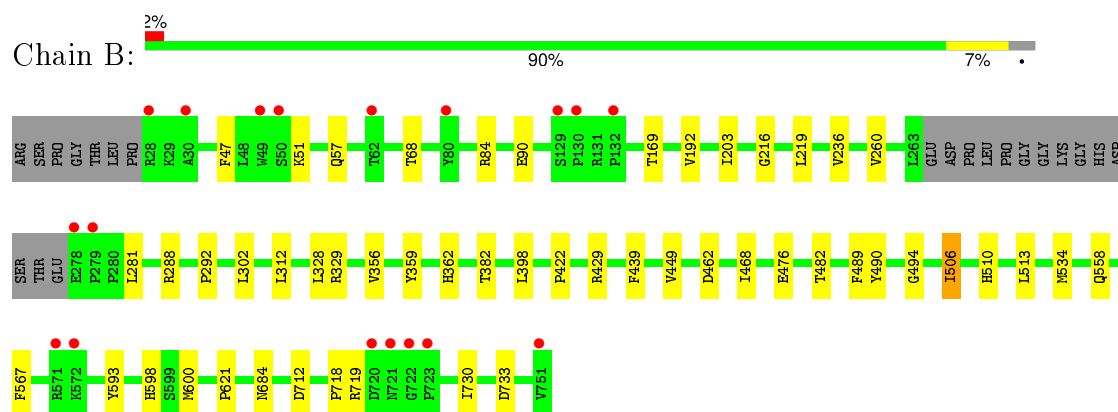 2%
Chain B:
90% 7% •
ARG SER PRO GLY THR LEU PRO R28 K29 A30 F47 L48 W49 S50 K51 Q57 T62 T68 Y80 R84 E90 S129 P130 R131 P132 T169 V192 I203 G216 L219 V236 V260 L263 GLU ASP PRO LEU PRO GLY GLY LYS GLY HIS ASP
SER THR GLU E278 P279 P280 L281 R288 P292 L302 L312 L328 R329 V356 Y359 H362 T382 L398 P422 R429 F439 V449 D462 I468 E476 T482 F489 Y490 G494 I506 H510 L513 M534 Q558
F567 R571 K572 Y593 H598 S599 M600 P621 N684 D712 P718 R719 D720 N721 G722 P723 I730 D733 V751